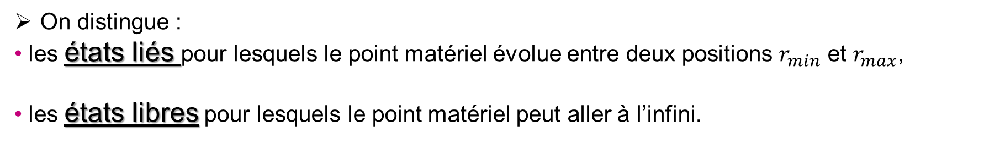 ➢ On distingue :
• les états liés pour lesquels le point matériel évolue entre deux positions r_min et r_max,
• les états libres pour lesquels le point matériel peut aller à l’infini.